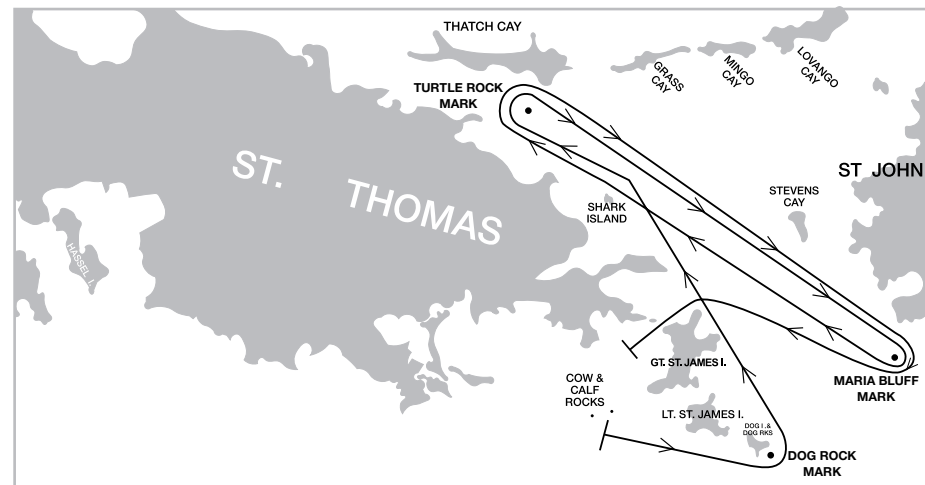 THATCH CAY
LOVANGO
CAY
MINGO
CAY
GRASS
CAY
TURTLE ROCK
MARK
ST. THOMAS
ST JOHN
STEVENS
CAY
SHARK
ISLAND
HASSEL I.
GT. ST. JAMES I.
MARIA BLUFF
MARK
COW &
CALF
ROCKS
LT. ST. JAMES I.
DOG I. &
DOG RKS
DOG ROCK
MARK